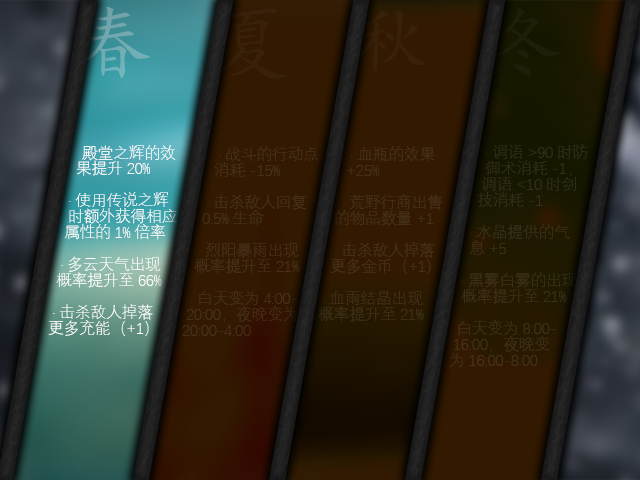 春
殿堂之辉的效
果提升 20%
· 使用传说之辉
时额外获得相应
属性的 1% 倍率
· 多云天气出现
概率提升至 66%
· 击杀敌人掉落
更多充能（+1）
夏
· 战斗的行动点
消耗 -15%
· 击杀敌人回复
0.5% 生命
· 烈阳暴雨出现
概率提升至 21%
白天变为 4:00-
20:00，夜晚变为
20:00-4:00
秋
· 血瓶的效果
+25%
· 荒野行商出售
的物品数量 +1
· 击杀敌人掉落
更多金币（+1）
· 血雨结晶出现
概率提升至 21%
冬
调语 >90 时防
御术消耗 -1，
调语 <10 时剑
技消耗 -1
· 水晶提供的气
息 +5
· 黑雾白雾的出现
概率提升至 21%
白天变为 8:00-
16:00，夜晚变
为 16:00-8:00